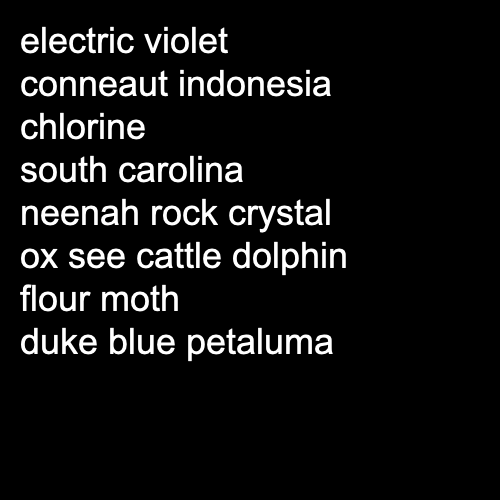 electric violet
conneaut indonesia
chlorine
south carolina
neenah rock crystal
ox see cattle dolphin
flour moth
duke blue petaluma